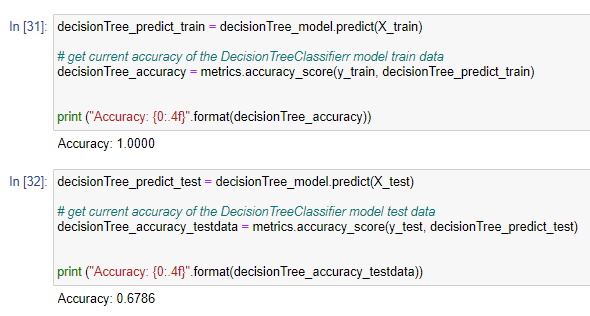 In [31]: decisionTree_predict_train = decisionTree_model.predict(X_train)
# get current accuracy of the DecisionTreeClassifierr model train data
decisionTree_accuracy = metrics.accuracy_score(y_train, decisionTree_predict_train)
print ("Accuracy: {0:.4f}".format(decisionTree_accuracy))
Accuracy: 1.0000
In [32]: decisionTree_predict_test = decisionTree_model.predict(X_test)
# get current accuracy of the DecisionTreeClassifier model test data
decisionTree_accuracy_testdata = metrics.accuracy_score(y_test, decisionTree_predict_test)
print ("Accuracy: {0:.4f}".format(decisionTree_accuracy_testdata))
Accuracy: 0.6786